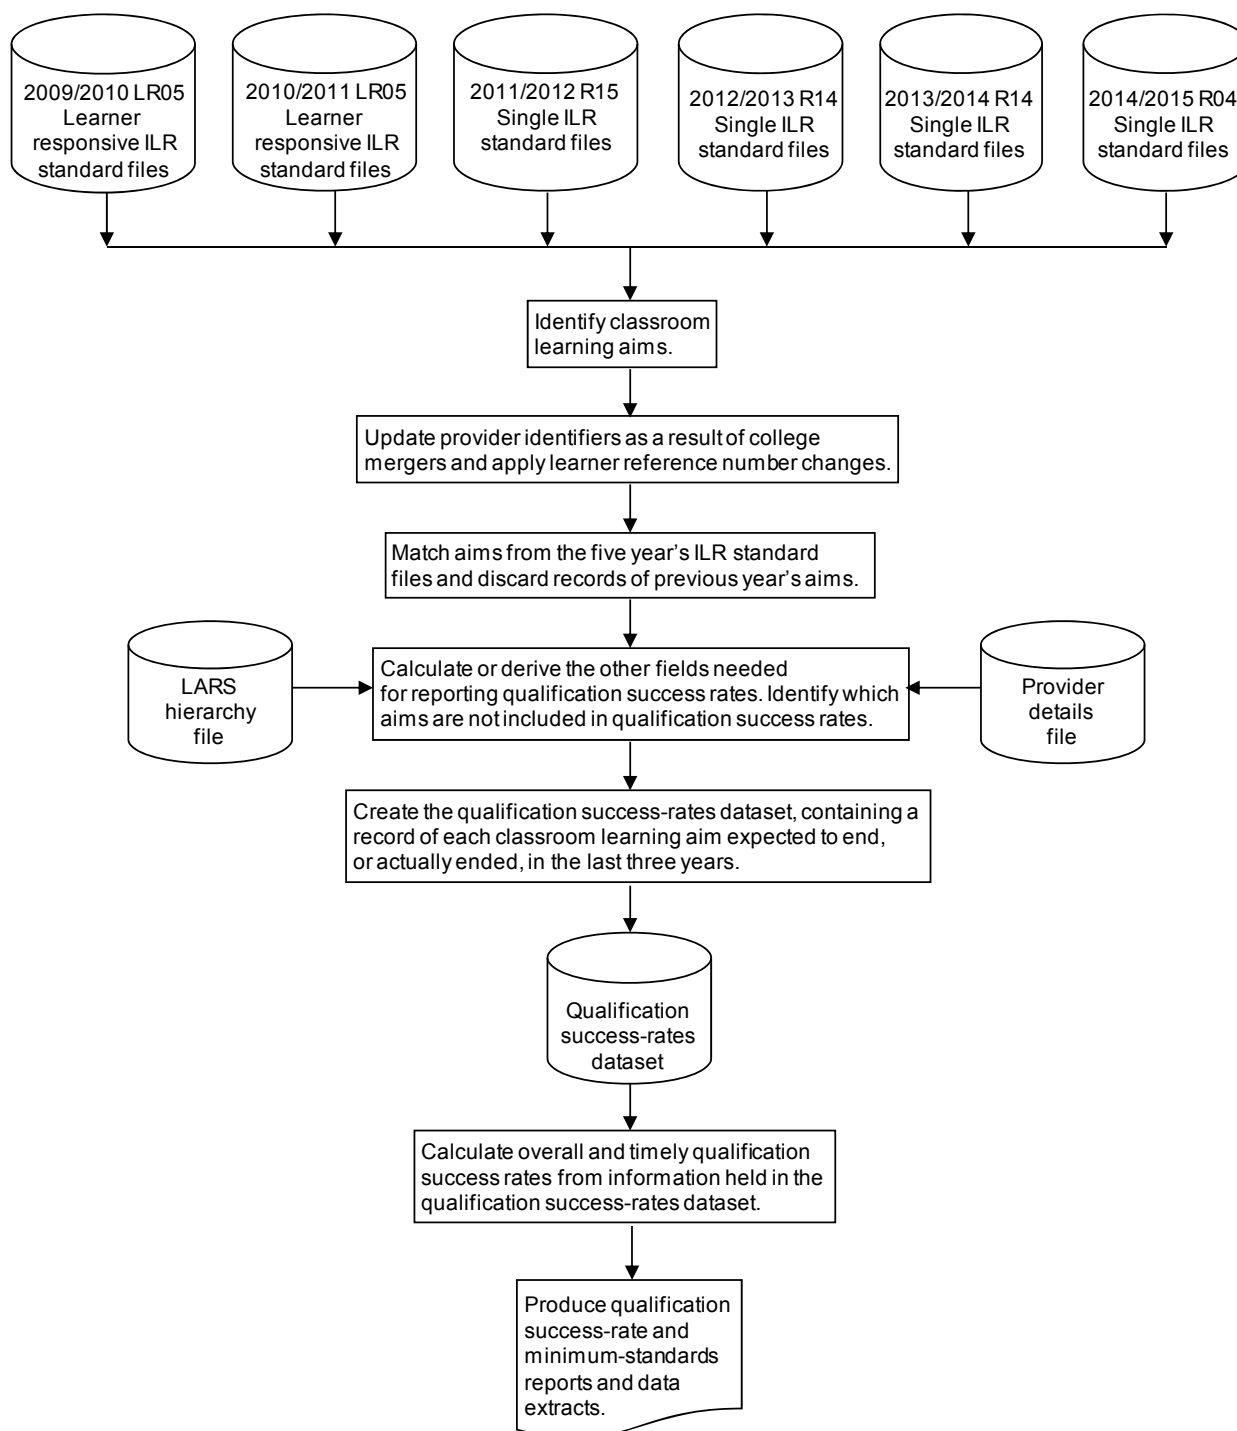 2009/2010 LR05
Learner
responsive ILR
standard files
2010/2011 LR05
Learner
responsive ILR
standard files
2011/2012 R15
Single ILR
standard files
2012/2013 R14
Single ILR
standard files
2013/2014 R14
Single ILR
standard files
2014/2015 R04
Single ILR
standard files
Identify classroom
learning aims.
Update provider identifiers as a result of college
mergers and apply learner reference number changes.
Match aims from the five year's ILR standard
files and discard records of previous year's aims.
LARS
hierarchy
file
Calculate or derive the other fields needed
for reporting qualification success rates. Identify which
aims are not included in qualification success rates.
Provider
details
file
Create the qualification success-rates dataset, containing a
record of each classroom learning aim expected to end,
or actually ended, in the last three years.
Qualification
success-rates
dataset
Calculate overall and timely qualification
success rates from information held in the
qualification success-rates dataset.
Produce qualification
success-rate and
minimum-standards
reports and data
extracts.